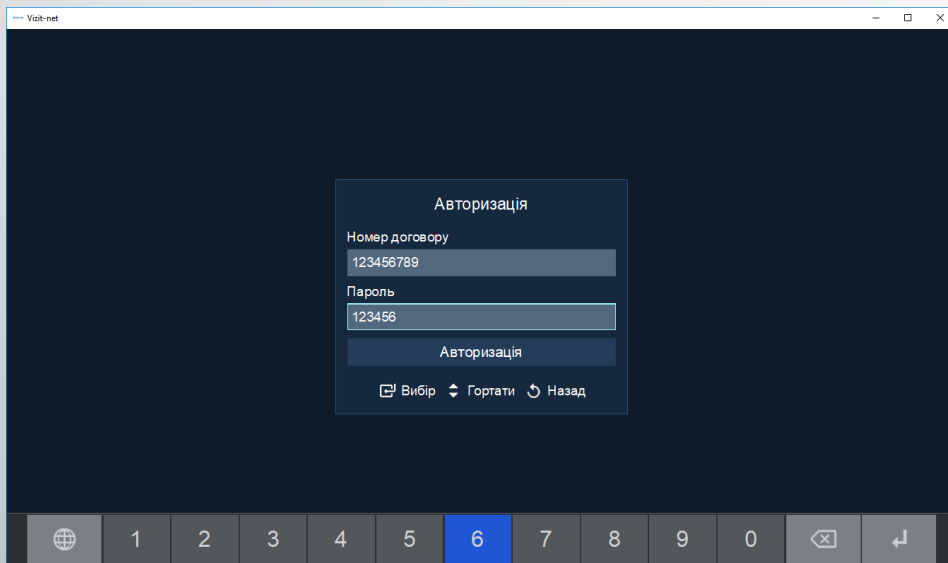 Vizit-net
Авторизація
Номер договору
123456789
Пароль
123456
Авторизація
Вибір Гортати Назад
1 2 3 4 5 6 7 8 9 0